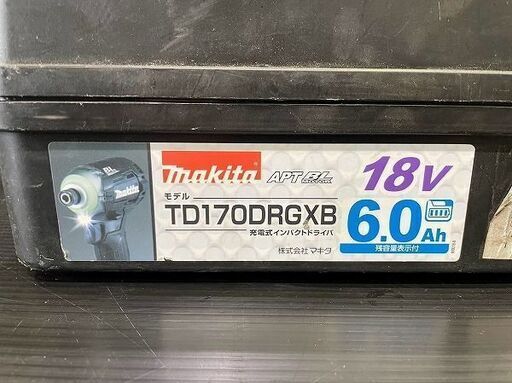 makita APT BL 18V
モデル
TD170DRGXB
充電式インパクトドライバ
株式会社マキタ
6.0Ah
残容量表示付
makita